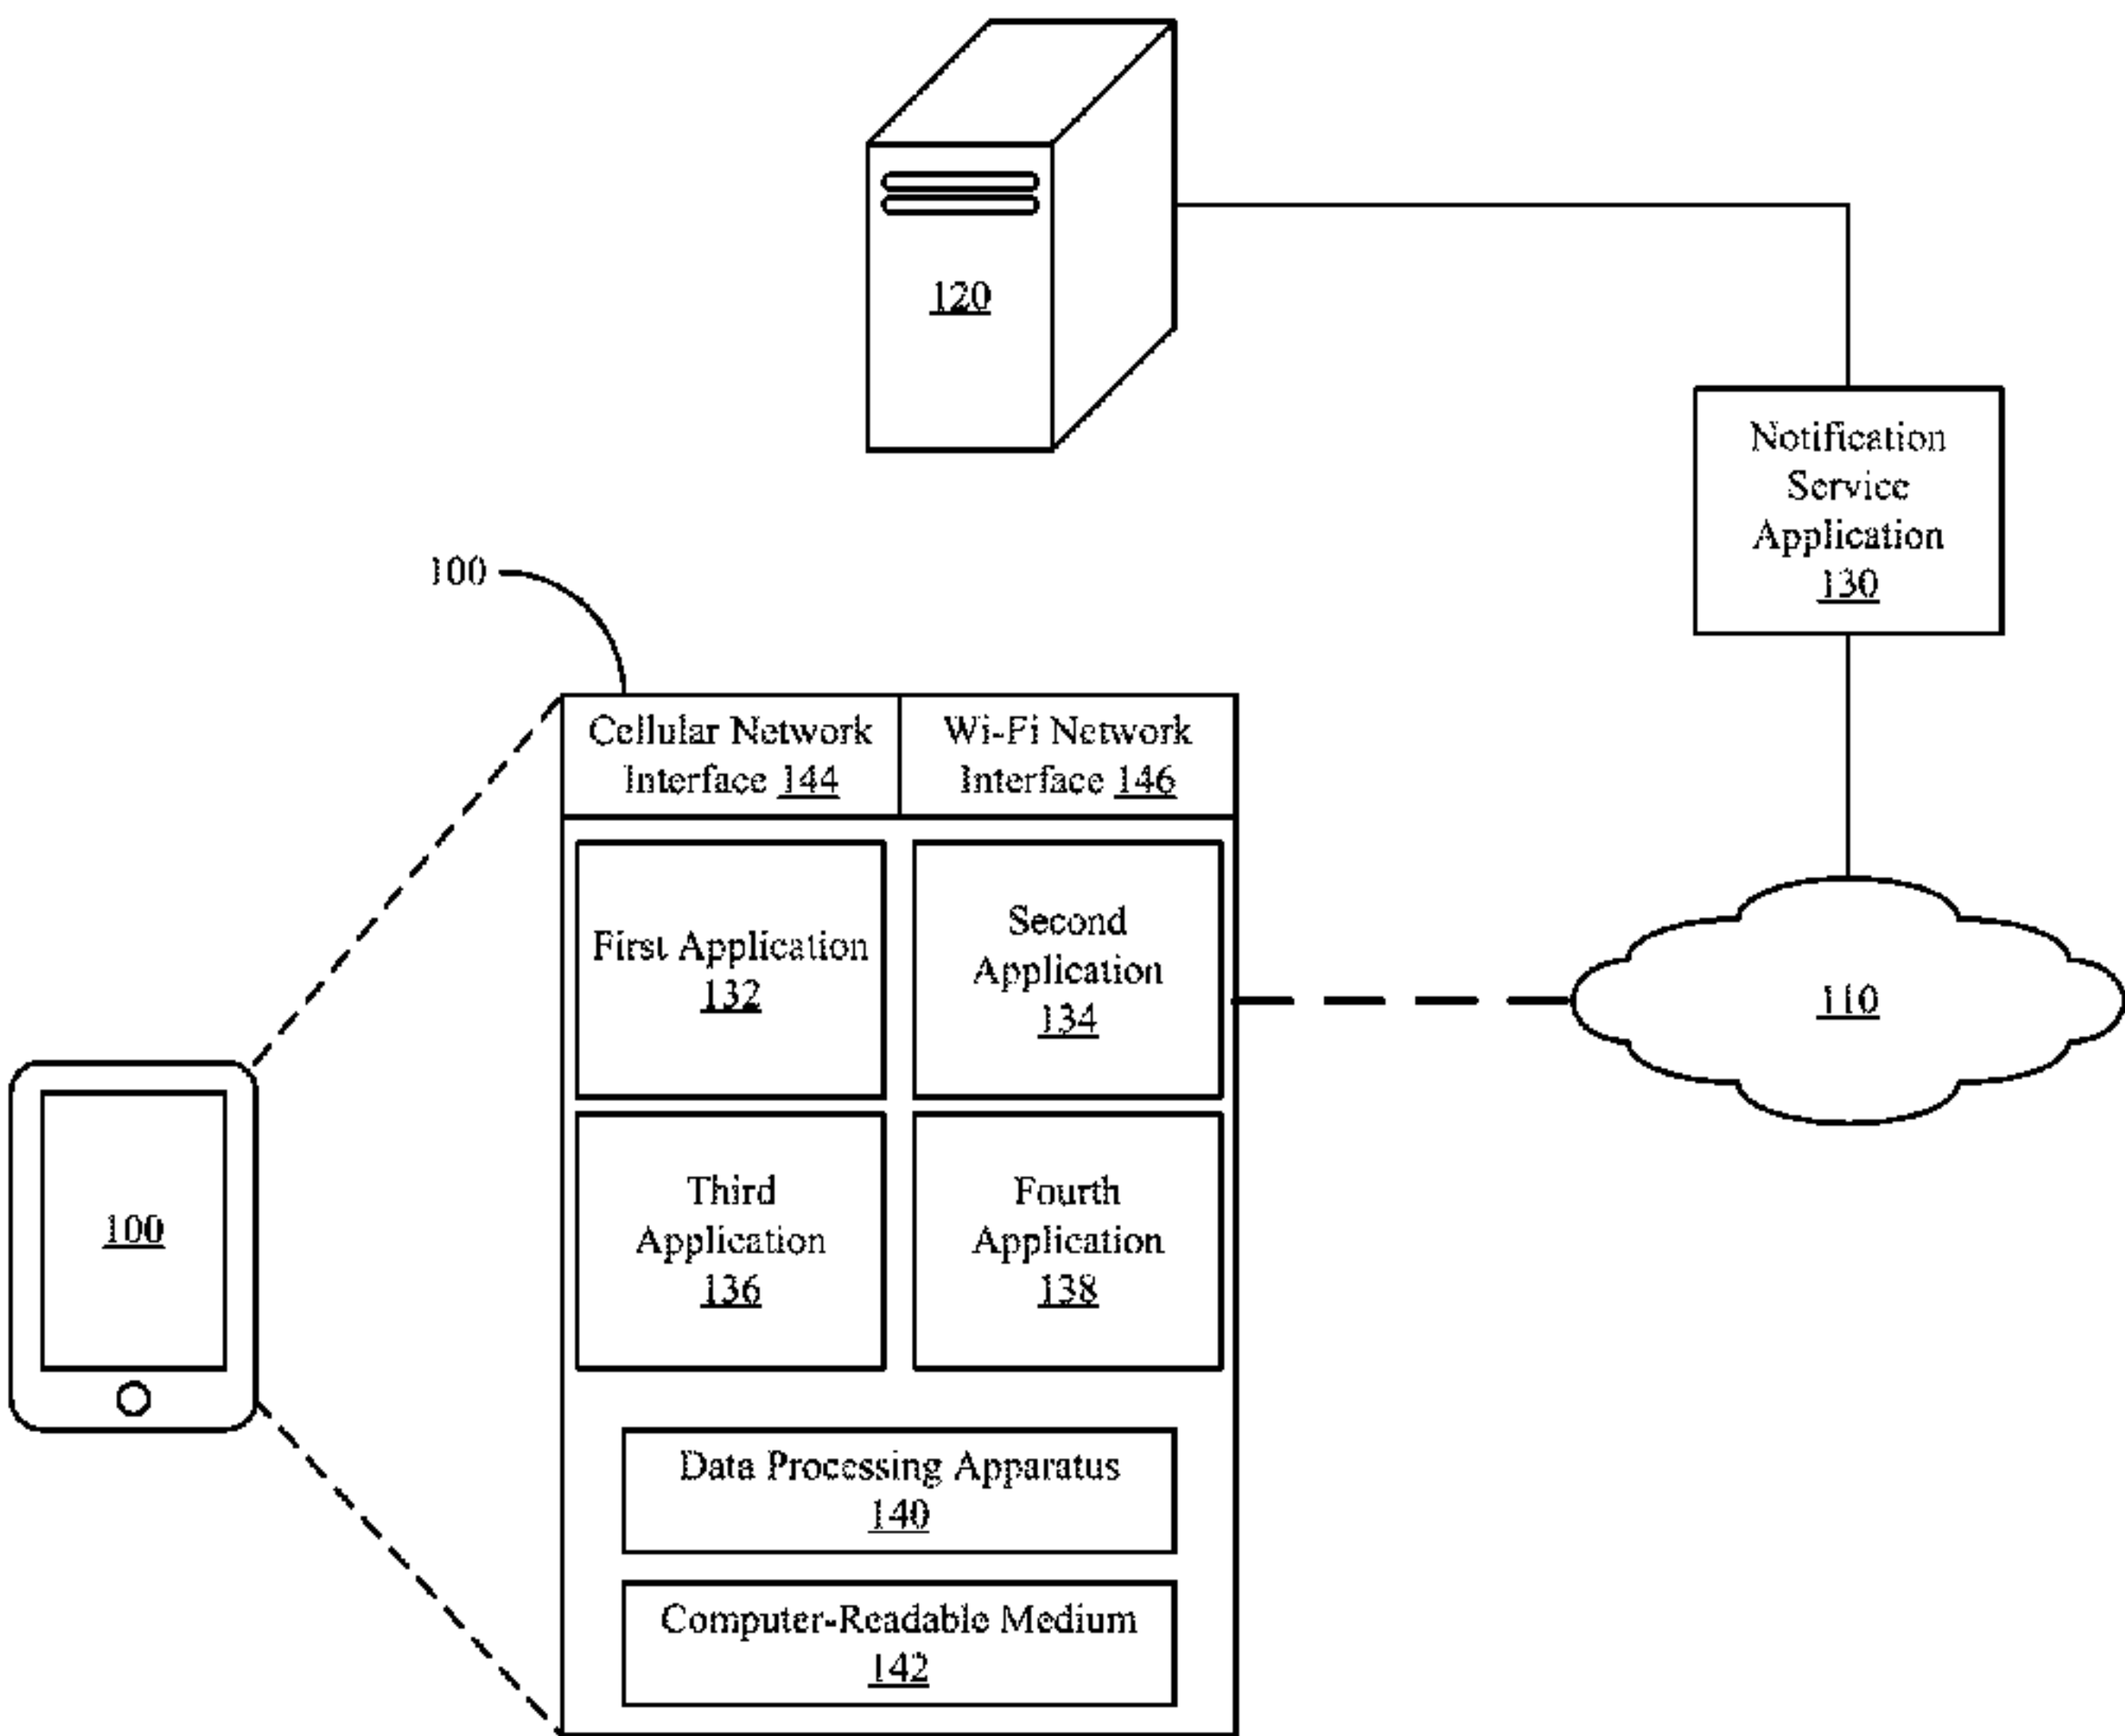 120
Notification
Service
Application
130
100
Cellular Network
Interface 144
Wi-Fi Network
Interface 146
First Application
132
Second
Application
134
110
100
Third
Application
136
Fourth
Application
138
Data Processing Apparatus
140
Computer-Readable Medium
142